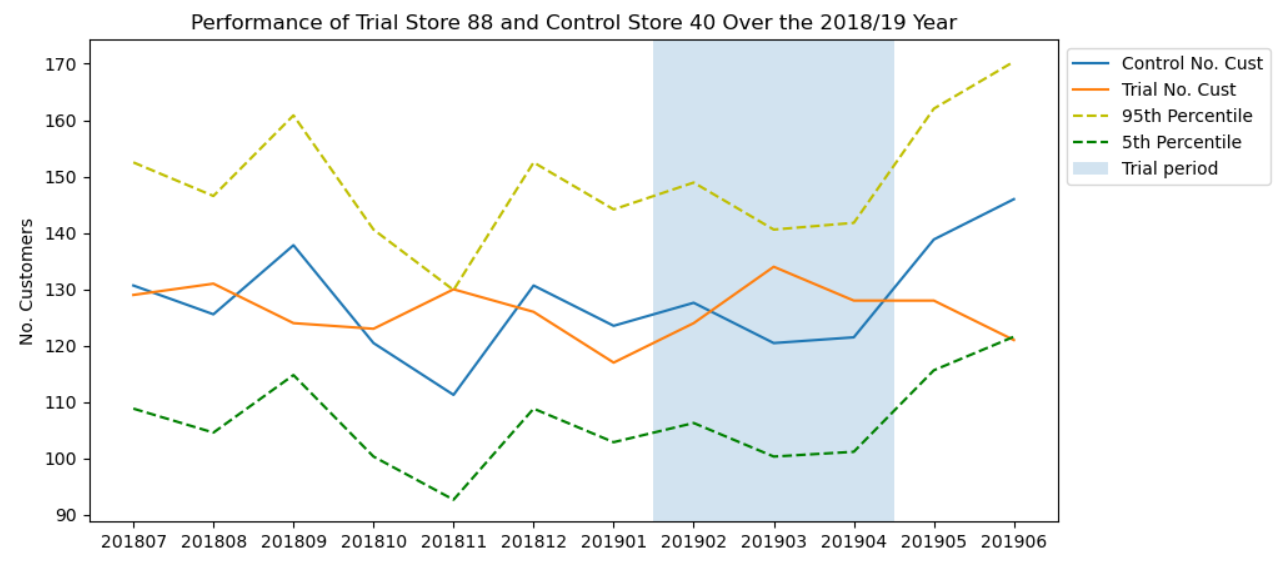 Performance of Trial Store 88 and Control Store 40 Over the 2018/19 Year
170
160
150
140
130
120
110
100
90
No. Customers
201807 201808 201809 201810 201811 201812 201901 201902 201903 201904 201905 201906
Control No. Cust
Trial No. Cust
95th Percentile
5th Percentile
Trial period